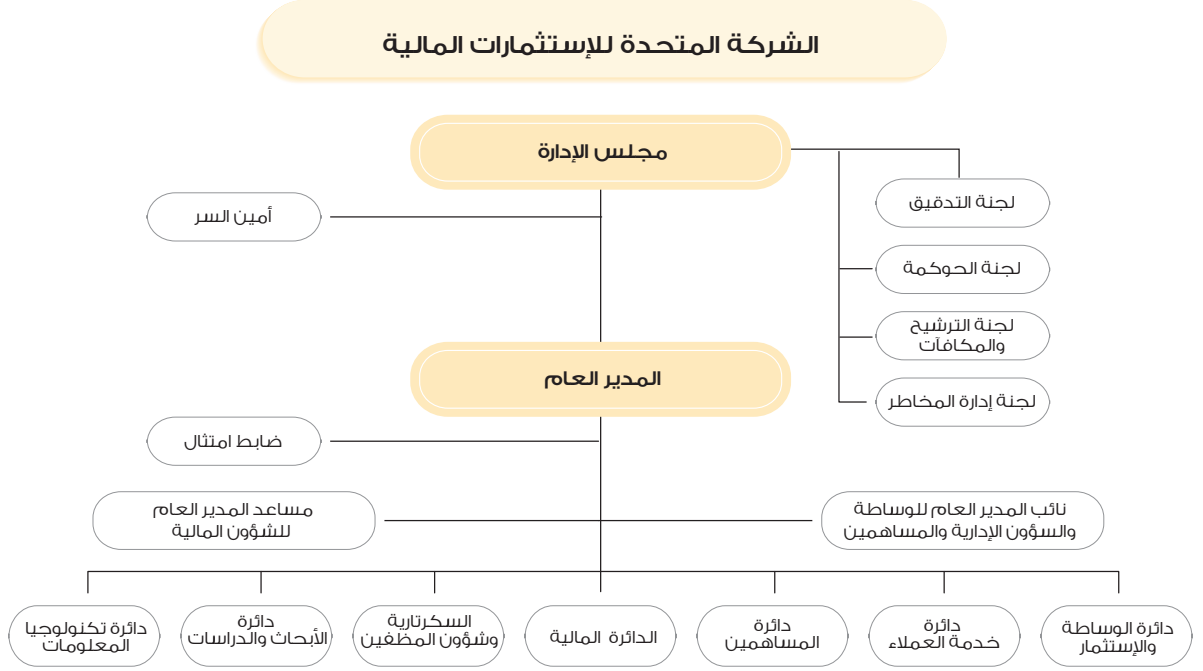 الشركة المتحدة للإستثمارات المالية
مجلس الإدارة
لجنة التدقيق
أمين السر
لجنة الحوكمة
لجنة الترشيح
والمكافآت
المدير العام
لجنة إدارة المخاطر
ضابط امتثال
نائب المدير العام للوساطة
والسؤون الإدارية والمساهمين
مساعد المدير العام
للشؤون المالية
دائرة الوساطة
والإستثمار
دائرة
خدمة العملاء
دائرة
المساهمين
الدائرة المالية
السكرتارية
وشؤون المظفين
دائرة
الأبحاث والدراسات
دائرة تكنولوجيا
المعلومات